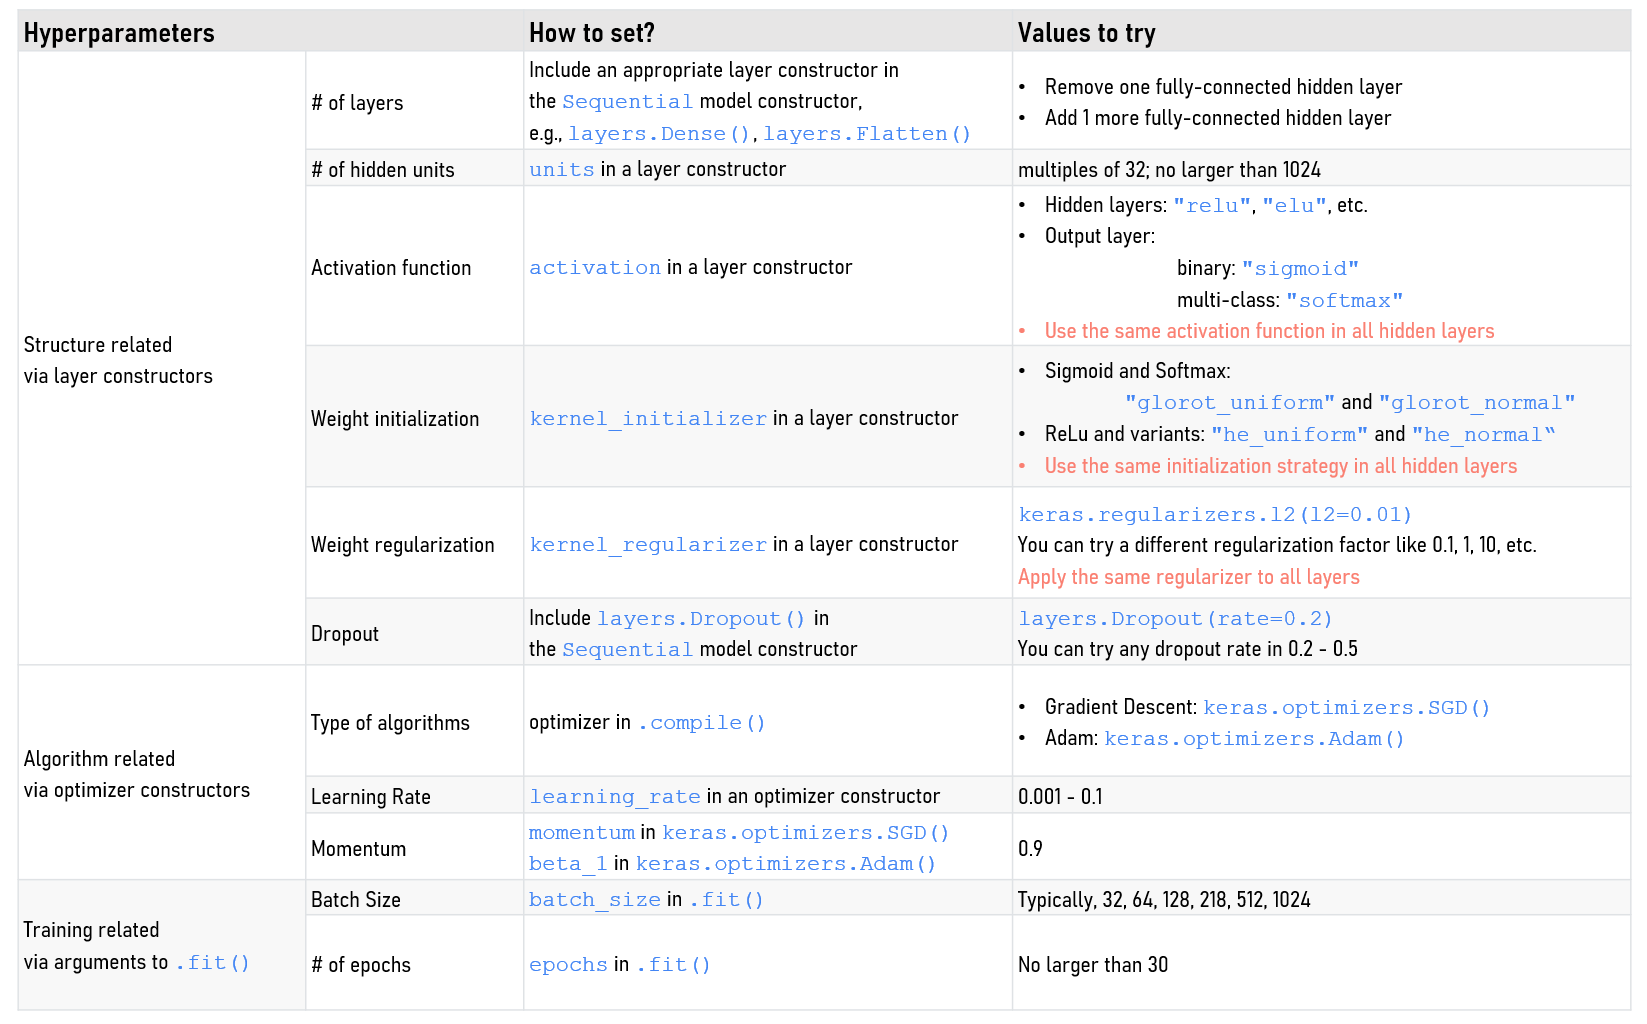 Hyperparameters
How to set?
Values to try
Structure related
via layer constructors
# of layers
Include an appropriate layer constructor in
the Sequential model constructor,
e.g., layers.Dense(), layers.Flatten()
• Remove one fully-connected hidden layer
• Add 1 more fully-connected hidden layer
# of hidden units
units in a layer constructor
multiples of 32; no larger than 1024
Activation function
activation in a layer constructor
• Hidden layers: "relu", "elu", etc.
• Output layer:
binary: "sigmoid"
multi-class: "softmax"
• Use the same activation function in all hidden layers
Weight initialization
kernel_initializer in a layer constructor
• Sigmoid and Softmax:
"glorot_uniform" and "glorot_normal"
• ReLu and variants: "he_uniform" and "he_normal“
• Use the same initialization strategy in all hidden layers
Weight regularization
kernel_regularizer in a layer constructor
keras.regularizers.l2(l2=0.01)
You can try a different regularization factor like 0.1, 1, 10, etc.
Apply the same regularizer to all layers
Dropout
Include layers.Dropout() in
the Sequential model constructor
layers.Dropout(rate=0.2)
You can try any dropout rate in 0.2 - 0.5
Algorithm related
via optimizer constructors
Type of algorithms
optimizer in .compile()
• Gradient Descent: keras.optimizers.SGD()
• Adam: keras.optimizers.Adam()
Learning Rate
learning_rate in an optimizer constructor
0.001 - 0.1
Momentum
momentum in keras.optimizers.SGD()
beta_1 in keras.optimizers.Adam()
0.9
Training related
via arguments to .fit()
Batch Size
batch_size in .fit()
Typically, 32, 64, 128, 218, 512, 1024
# of epochs
epochs in .fit()
No larger than 30